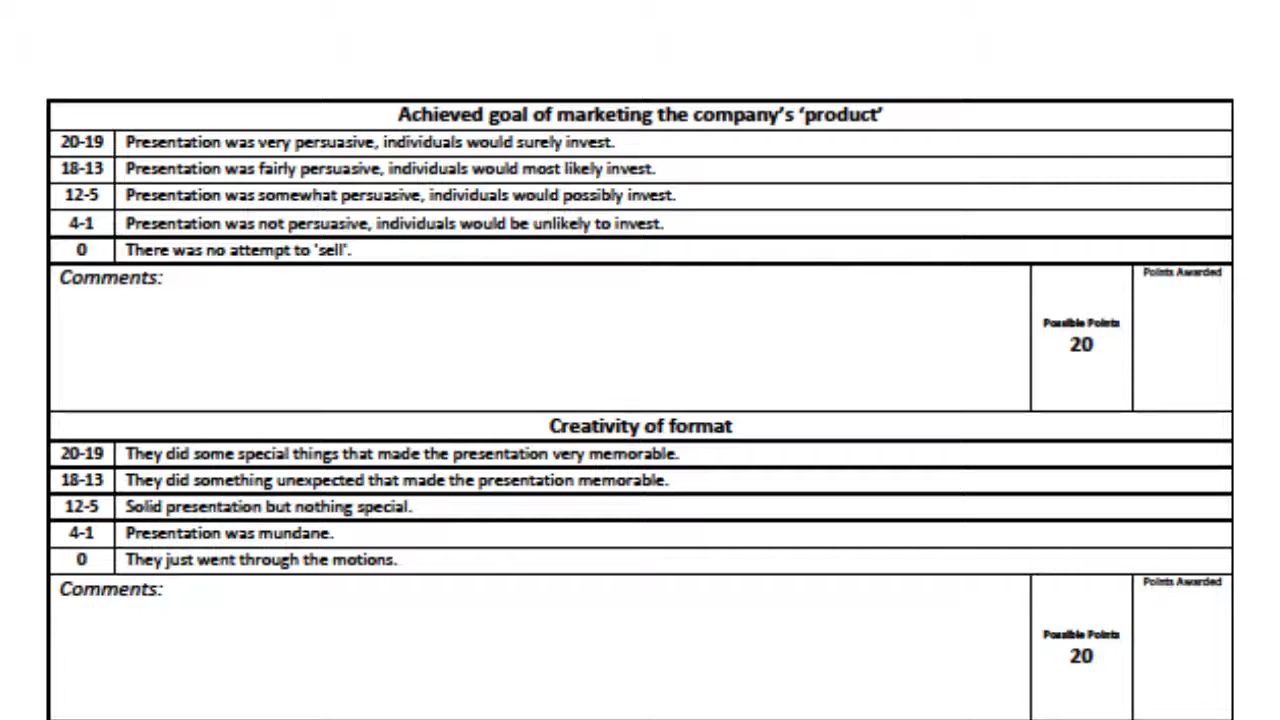 Achieved goal of marketing the company's 'product'
20-19 Presentation was very persuasive, individuals would surely invest.
18-13 Presentation was fairly persuasive, individuals would most likely invest.
12-5 Presentation was somewhat persuasive, individuals would possibly invest.
4-1 Presentation was not persuasive, individuals would be unlikely to invest.
0 There was no attempt to 'sell'.
Comments:
Possible Points
20
Points Awarded
Creativity of format
20-19 They did some special things that made the presentation very memorable.
18-13 They did something unexpected that made the presentation memorable.
12-5 Solid presentation but nothing special.
4-1 Presentation was mundane.
0 They just went through the motions.
Comments:
Possible Points
20
Points Awarded